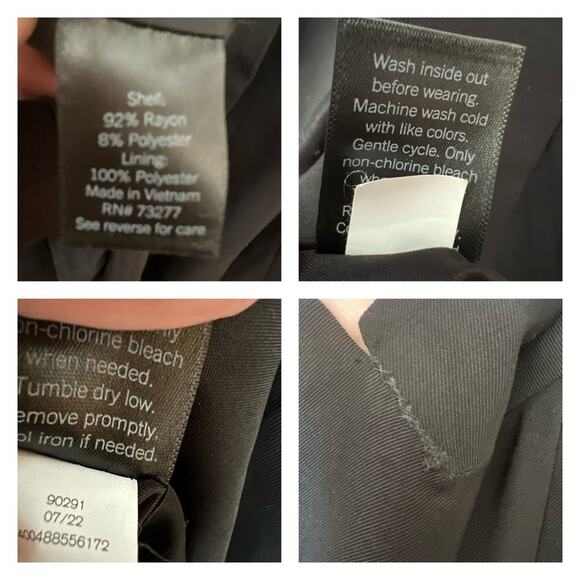 Shell:
92% Rayon
8% Polyester
Lining:
100% Polyester
Made in Vietnam
RN# 73277
See reverse for care
Wash inside out
before wearing.
Machine wash cold
with like colors.
Gentle cycle. Only
non-chlorine bleach
on-chlorine bleach
when needed.
Tumble dry low.
emove promptly.
ol iron if needed.
90291
07/22
400488556172